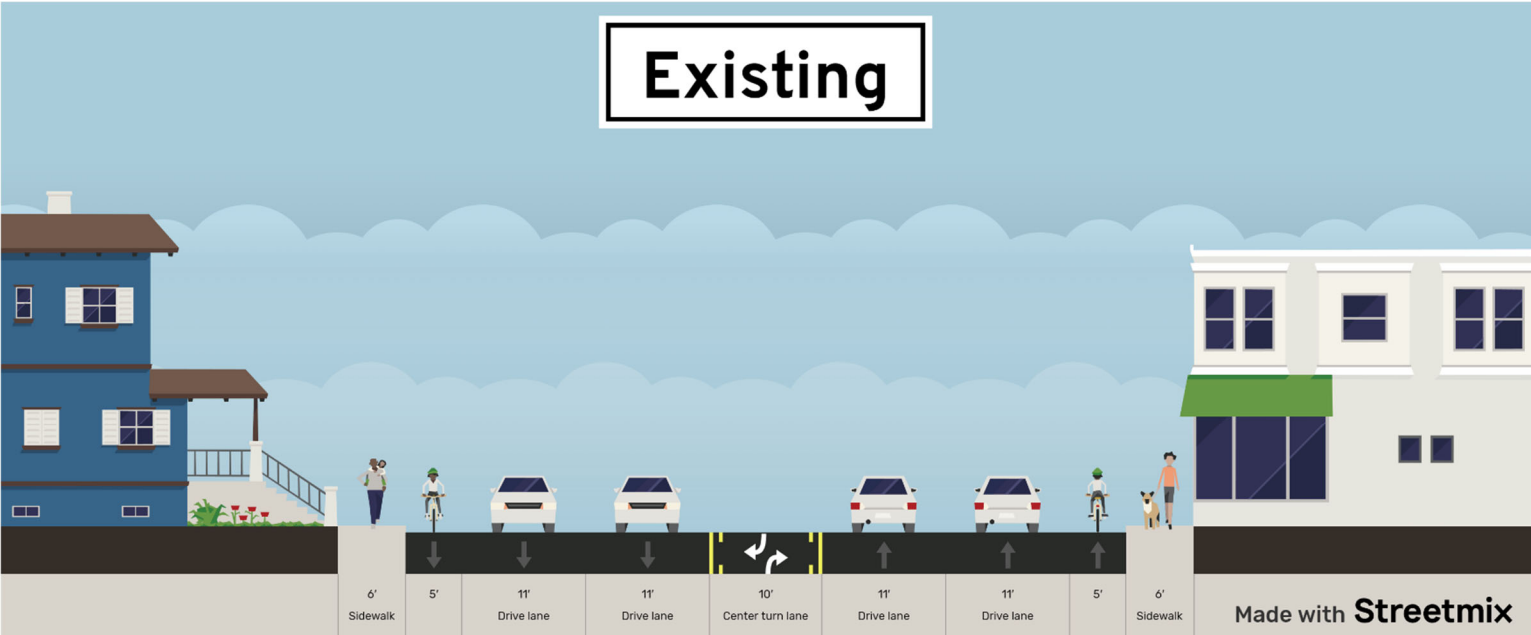 Existing
6' 5' 11' 11' 10' 11' 11' 5' 6'
Sidewalk Drive lane Drive lane Center turn lane Drive lane Drive lane Sidewalk
Made with Streetmix